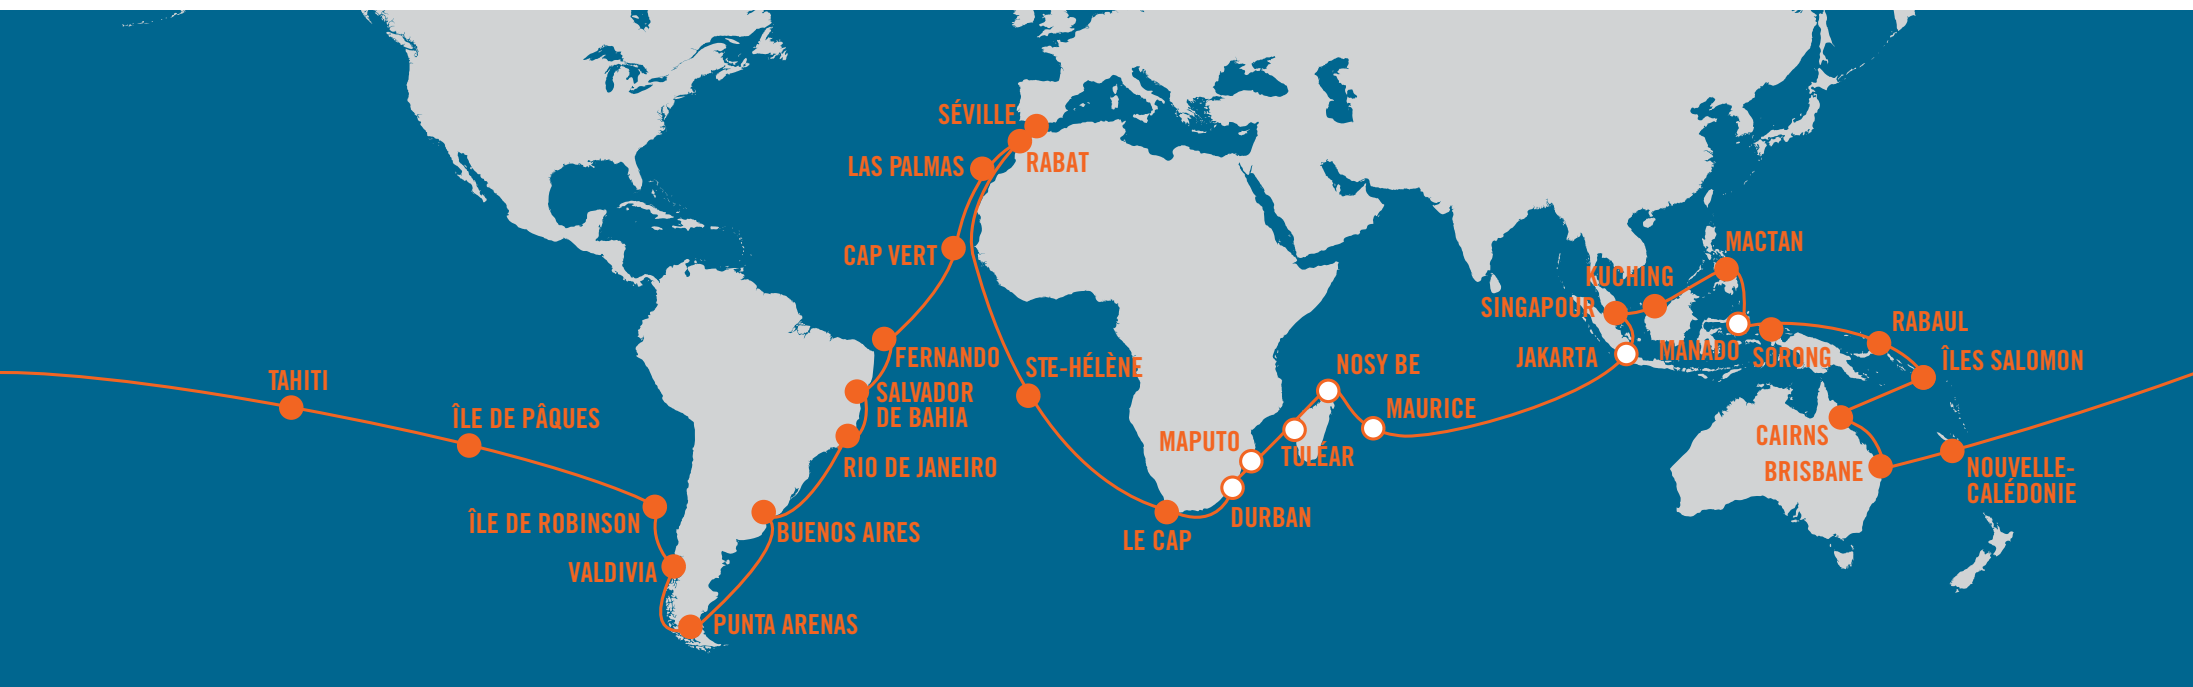 SÉVILLE
RABAT
LAS PALMAS
CAP VERT
FERNANDO
SALVADOR
DE BAHIA
RIO DE JANEIRO
BUENOS AIRES
PUNTA ARENAS
VALDIVIA
ÎLE DE ROBINSON
ÎLE DE PÂQUES
TAHITI
STE-HÉLÈNE
LE CAP
DURBAN
MAPUTO
TULÉAR
NOSY BE
MAURICE
JAKARTA
SINGAPOUR
KUCHING
MACTAN
MANADO
SORONG
RABAUL
ÎLES SALOMON
CAIRNS
BRISBANE
NOUVELLE-
CALÉDONIE